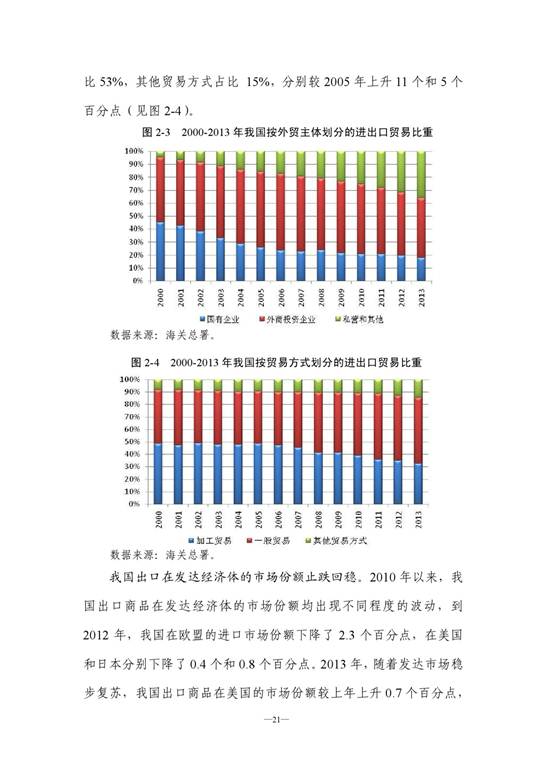 比 53%，其他贸易方式占比 15%，分别较 2005 年上升 11 个和 5 个
百分点（见图 2-4）。
图 2-3 2000-2013 年我国按外贸主体划分的进出口贸易比重
100%
90%
80%
70%
60%
50%
40%
30%
20%
10%
0%
2000 2001 2002 2003 2004 2005 2006 2007 2008 2009 2010 2011 2012 2013
国有企业 外商投资企业 私营和其他
数据来源：海关总署。
图 2-4 2000-2013 年我国按贸易方式划分的进出口贸易比重
100%
90%
80%
70%
60%
50%
40%
30%
20%
10%
0%
2000 2001 2002 2003 2004 2005 2006 2007 2008 2009 2010 2011 2012 2013
加工贸易 一般贸易 其他贸易方式
数据来源：海关总署。
我国出口在发达经济体的市场份额止跌回稳。2010 年以来，我
国出口商品在发达经济体的市场份额均出现不同程度的波动，到
2012 年，我国在欧盟的进口市场份额下降了 2.3 个百分点，在美国
和日本分别下降了 0.4 个和 0.8 个百分点。2013 年，随着发达市场稳
步复苏，我国出口商品在美国的市场份额较上年上升 0.7 个百分点，
—21—